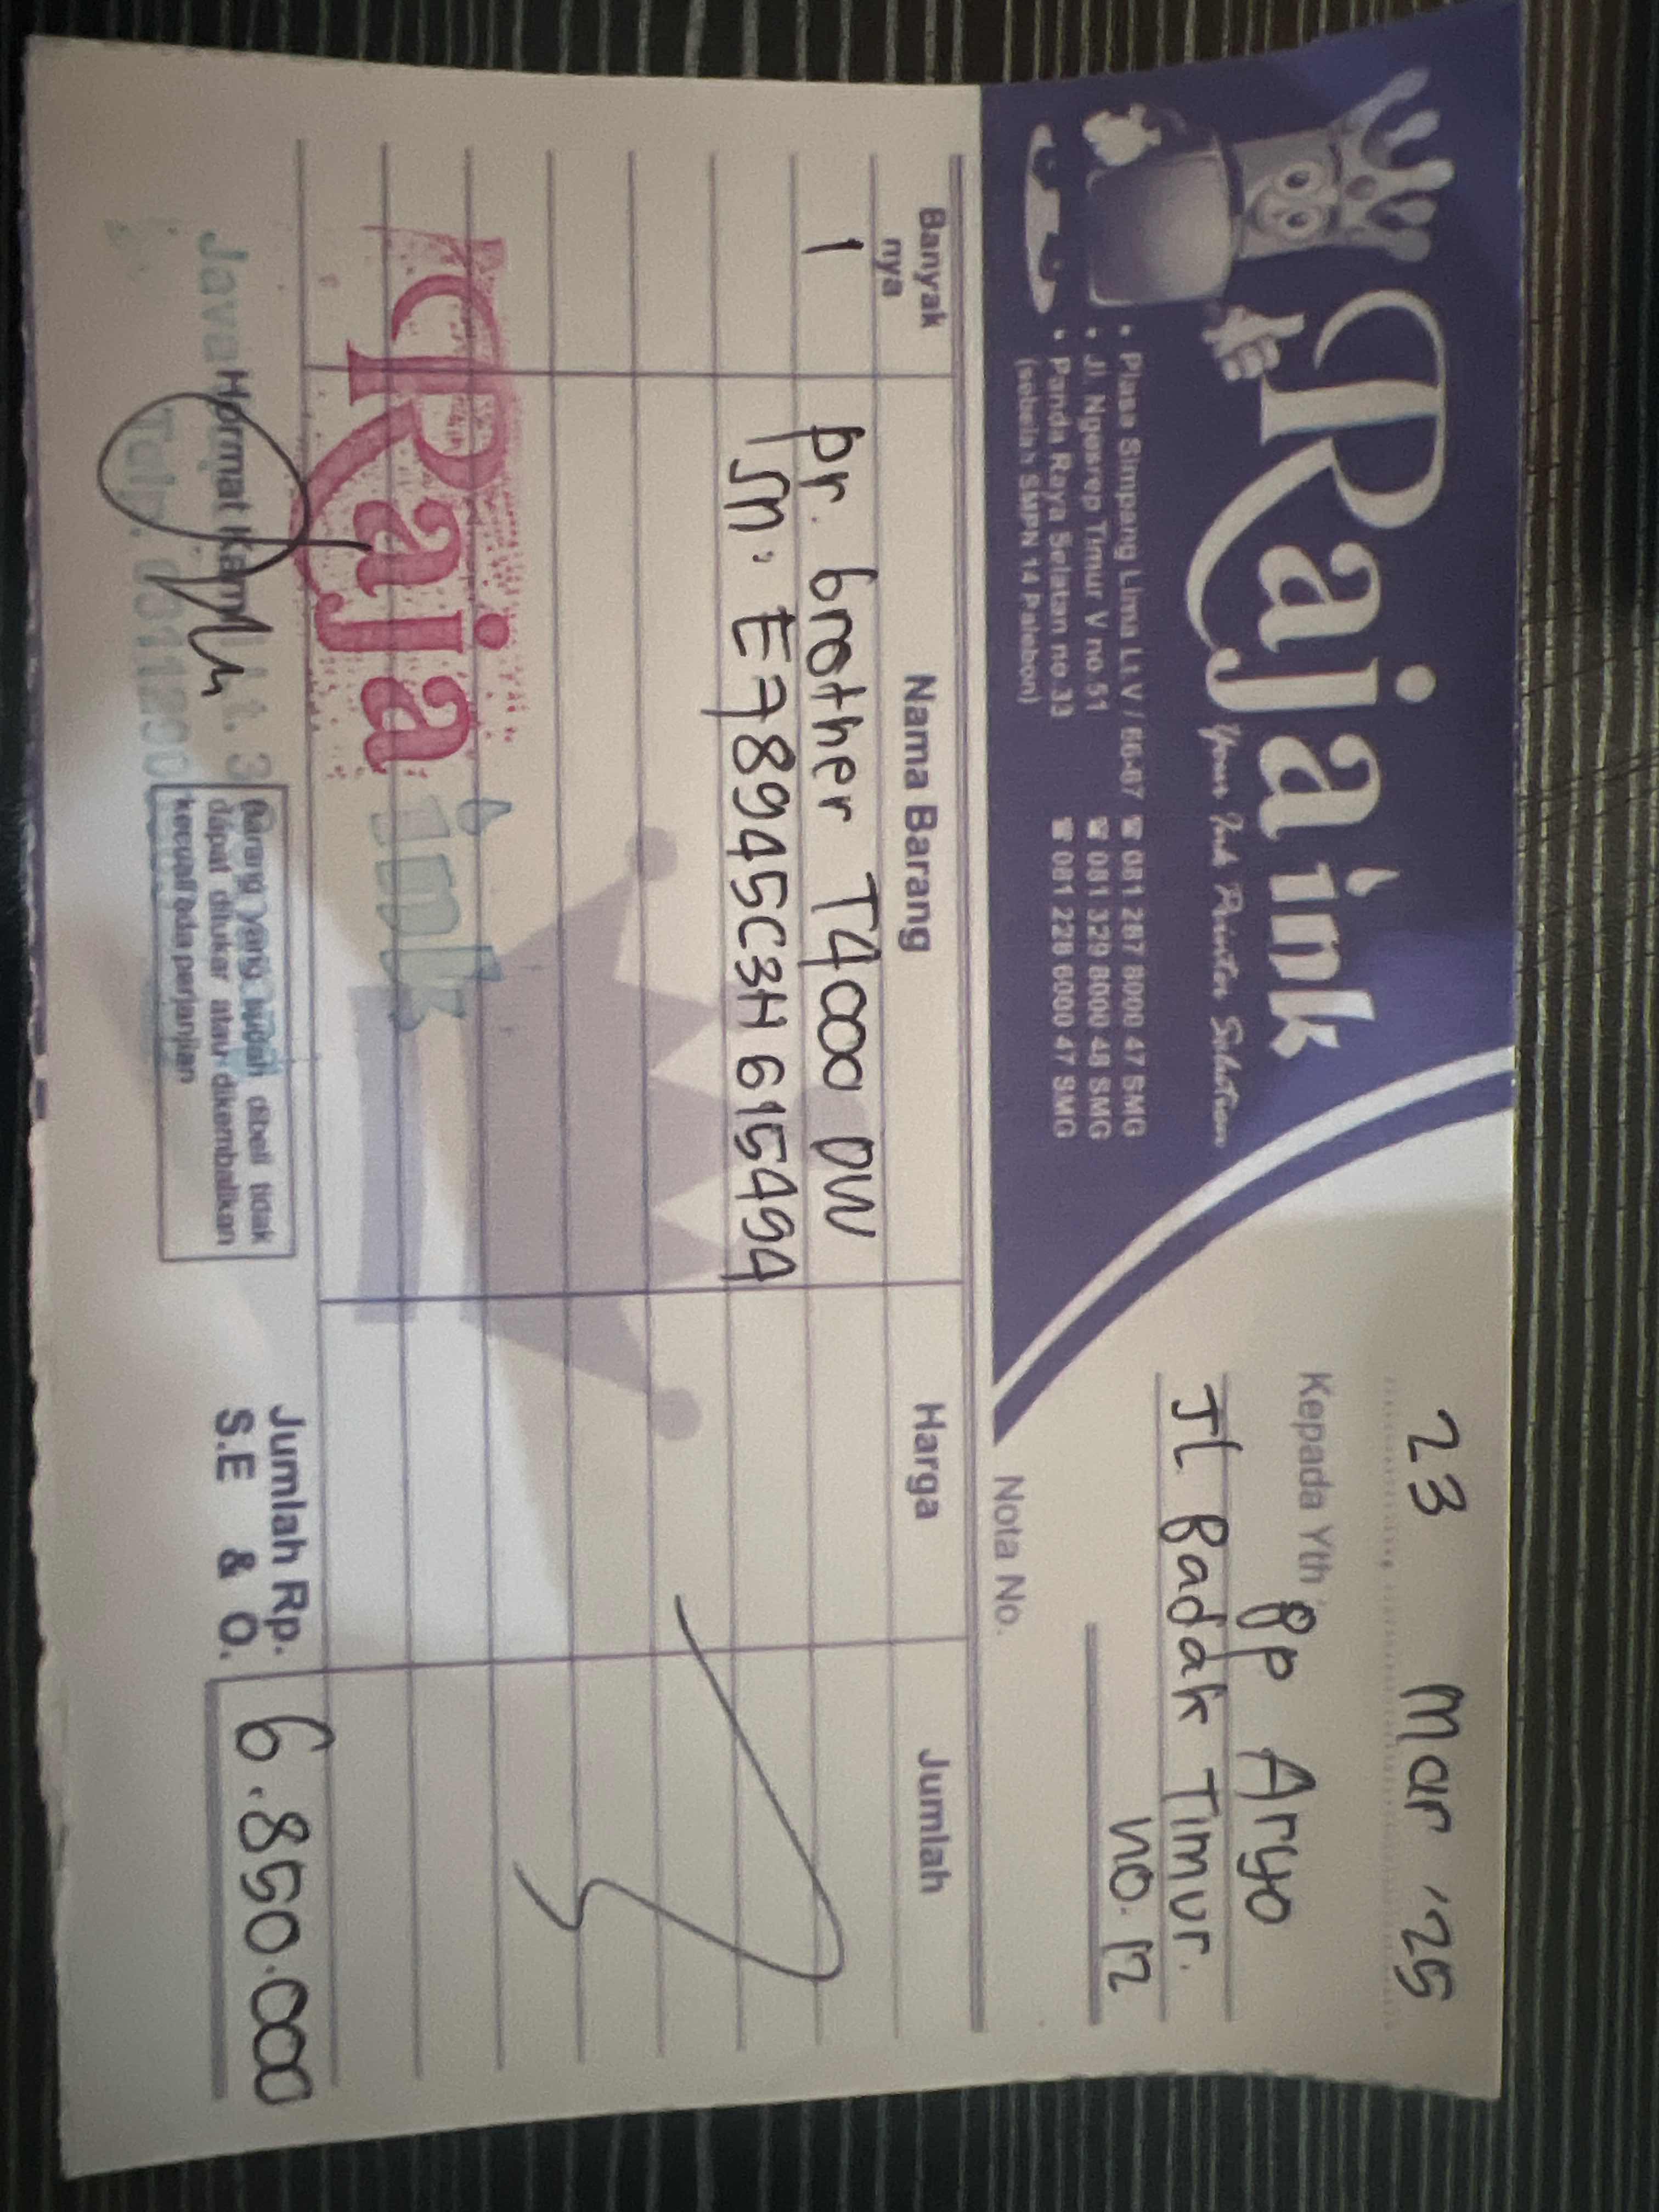 Raja ink
Your Ink Printer Solution
• Plasa Simpang Lima Lt.V / 66-67 ☎ 081 287 8000 47 SMG
• Jl. Ngesrep Timur V no.51 ☎ 081 329 8000 48 SMG
• Panda Raya Selatan no.33 ☎ 081 228 6000 47 SMG
(sebelah SMPN 14 Palebon)
23 Mar '25
Kepada Yth,
Bp Aryo
Jl. Badak Timur.
no. 12
Nota No.
Banyak nya Nama Barang Harga Jumlah
1 pr. brother T4000 DW
sn: E78945C3H615494
Raja ink
Java
Lt. 3
Hormat Kami,
Telp.
Barang yang sudah dibeli tidak
dapat ditukar atau dikembalikan
kecuali ada perjanjian
Jumlah Rp. 6.850.000
S.E & O.